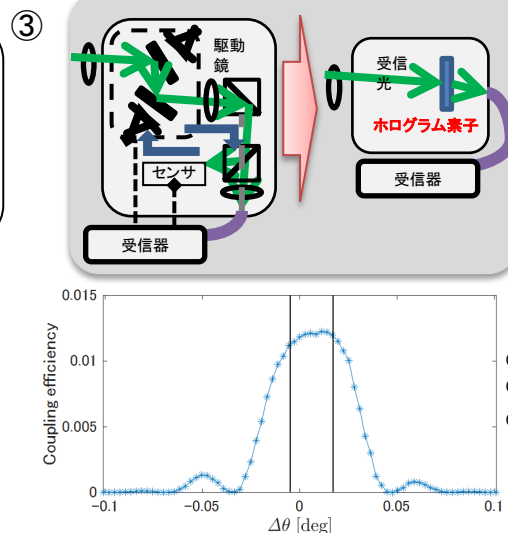 ③
駆動
鏡
センサ
受信器
受信
光
ホログラム素子
受信器
Coupling efficiency
0.015
0.01
0.005
0
-0.1
-0.05
0
0.05
0.1
Δθ [deg]